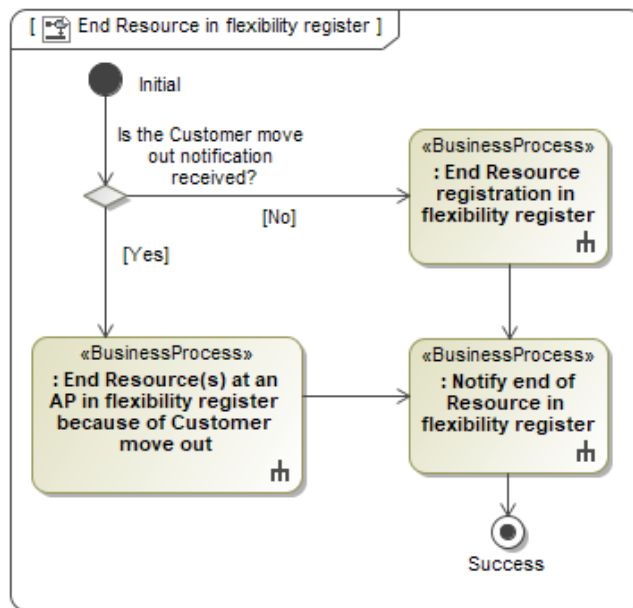 [ End Resource in flexibility register ]
Initial
Is the Customer move
out notification
received?
[No]
[Yes]
«BusinessProcess»
: End Resource
registration in
flexibility register
«BusinessProcess»
: End Resource(s) at an
AP in flexibility register
because of Customer
move out
«BusinessProcess»
: Notify end of
Resource in
flexibility register
Success